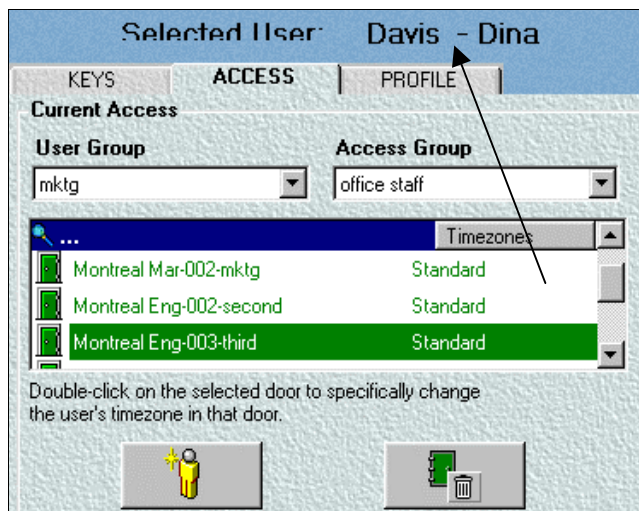 Selected User: Davis - Dina
KEYS ACCESS PROFILE
Current Access
User Group Access Group
mktg office staff
... Timezones
Montreal Mar-002-mktg Standard
Montreal Eng-002-second Standard
Montreal Eng-003-third Standard
Double-click on the selected door to specifically change
the user's timezone in that door.